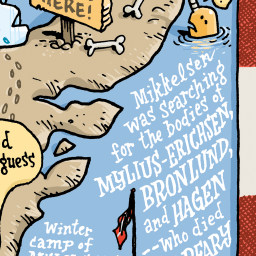 HERE!
Mikkelsen
was searching
for the bodies of
MYLIUS-ERICHSEN,
BRONLUND,
and HAGEN
--who died
guess
Winter
camp of
PEARY